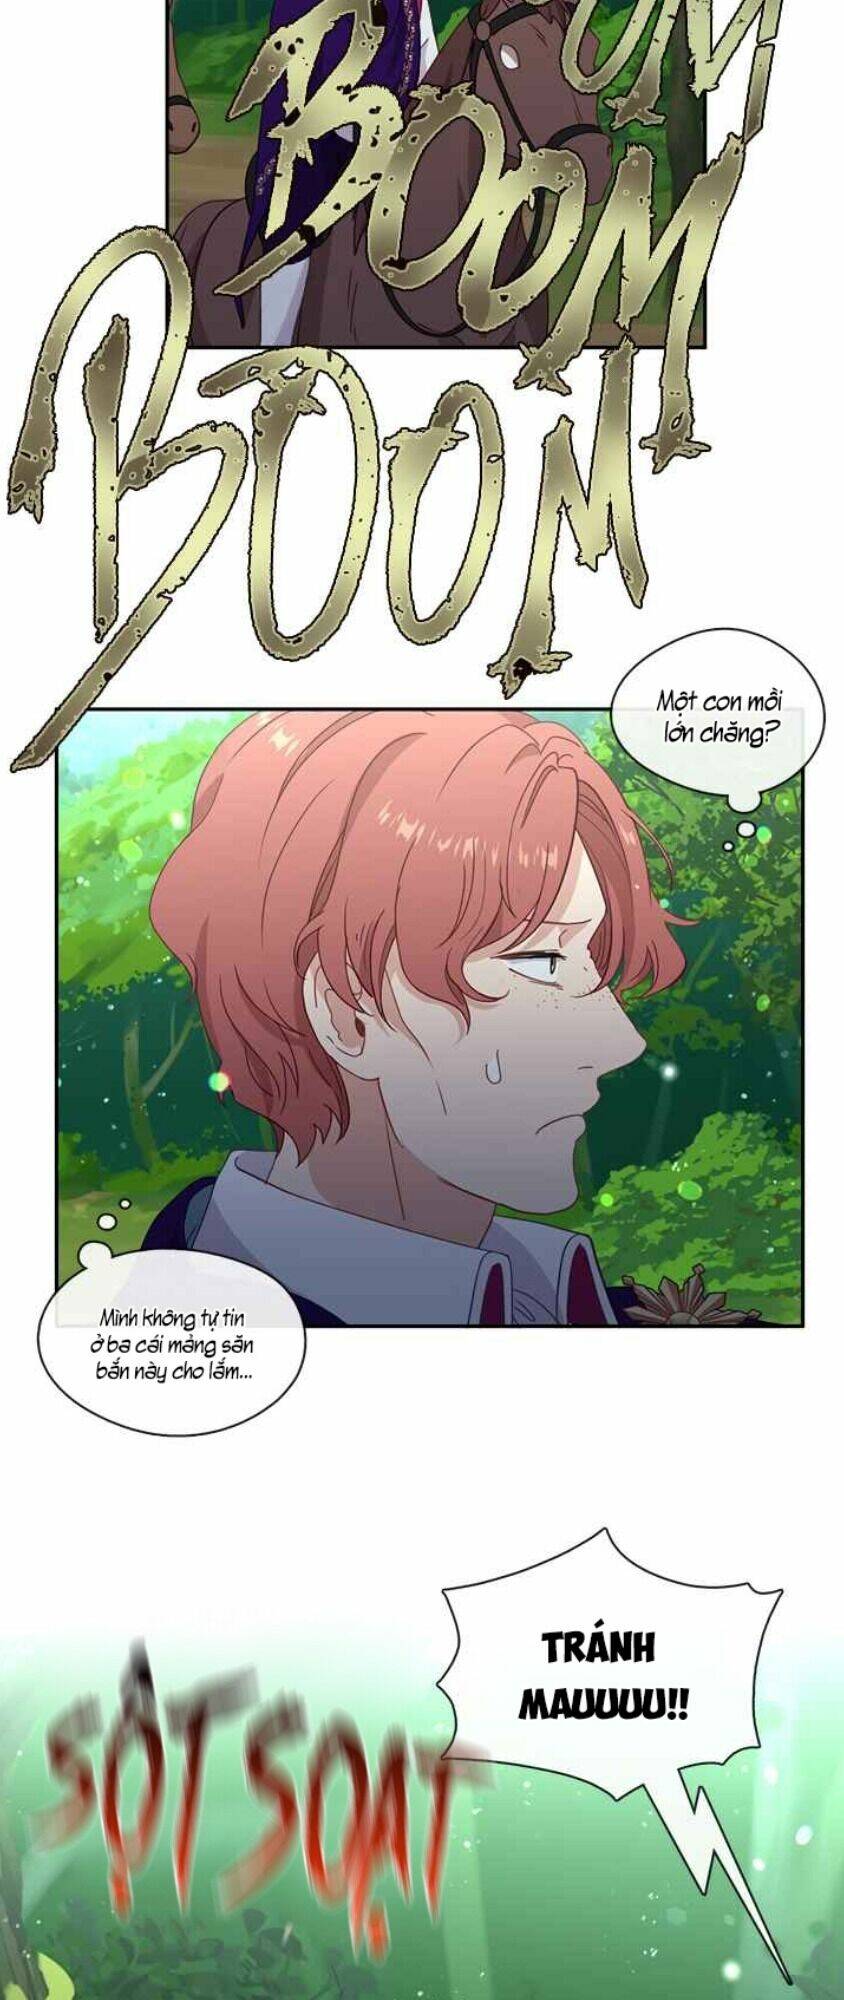 BOOM
BOOM
Một con mồi
lớn chăng?
Mình không tự tin
ở ba cái mảng săn
bắn này cho lắm...
TRÁNH
MAUUUU!!
SỘT SOẠT